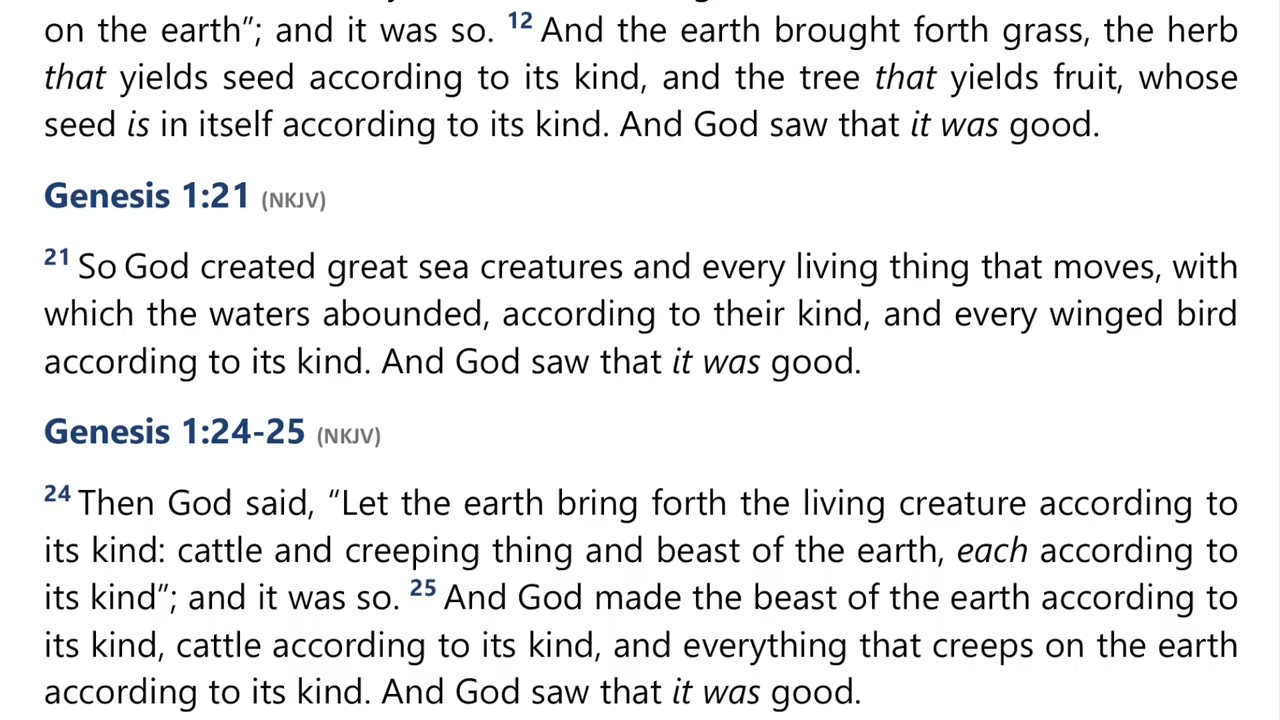 on the earth”; and it was so. 12 And the earth brought forth grass, the herb
that yields seed according to its kind, and the tree that yields fruit, whose
seed is in itself according to its kind. And God saw that it was good.
Genesis 1:21 (NKJV)
21 So God created great sea creatures and every living thing that moves, with
which the waters abounded, according to their kind, and every winged bird
according to its kind. And God saw that it was good.
Genesis 1:24-25 (NKJV)
24 Then God said, “Let the earth bring forth the living creature according to
its kind: cattle and creeping thing and beast of the earth, each according to
its kind”; and it was so. 25 And God made the beast of the earth according to
its kind, cattle according to its kind, and everything that creeps on the earth
according to its kind. And God saw that it was good.